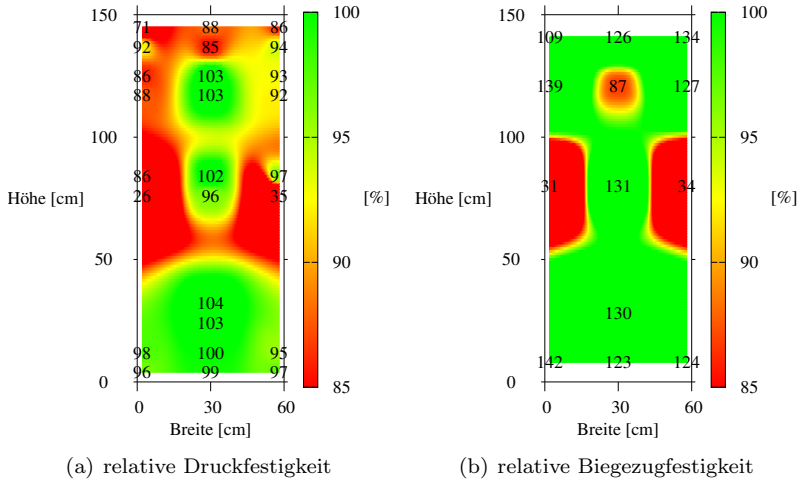 150
100
50
0
Höhe [cm]
0 30 60
Breite [cm]
71 88 86
92 85 94
86 103 93
88 103 92
86 102 97
26 96 35
104
103
98 100 95
96 99 97
100
95
90
85
[%]
(a) relative Druckfestigkeit
150
100
50
0
Höhe [cm]
0 30 60
Breite [cm]
109 126 134
139 87 127
31 131 34
130
142 123 124
100
95
90
85
[%]
(b) relative Biegezugfestigkeit